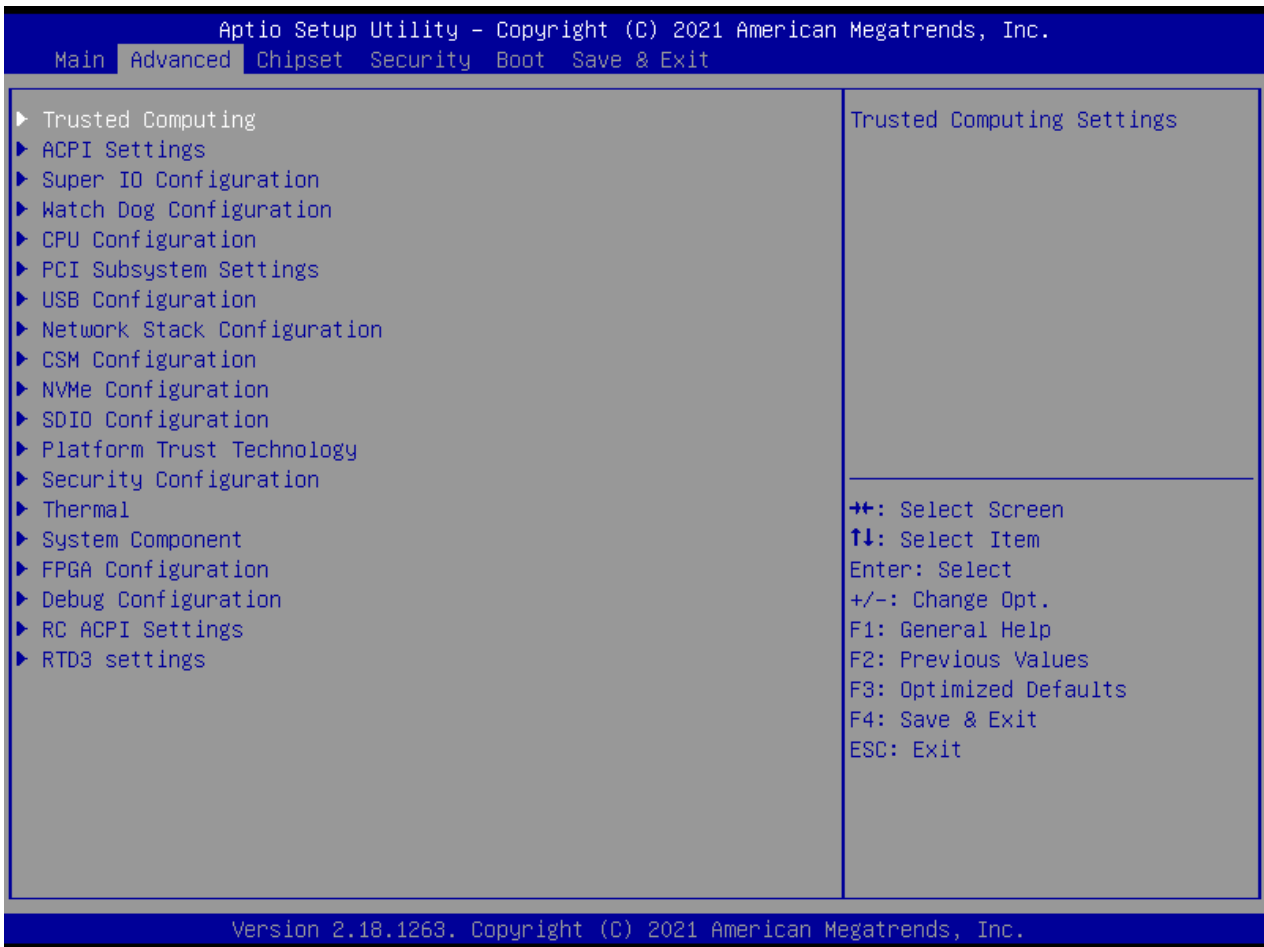 Aptio Setup Utility – Copyright (C) 2021 American Megatrends, Inc.
Main Advanced Chipset Security Boot Save & Exit
▶ Trusted Computing
▶ ACPI Settings
▶ Super IO Configuration
▶ Watch Dog Configuration
▶ CPU Configuration
▶ PCI Subsystem Settings
▶ USB Configuration
▶ Network Stack Configuration
▶ CSM Configuration
▶ NVMe Configuration
▶ SDIO Configuration
▶ Platform Trust Technology
▶ Security Configuration
▶ Thermal
▶ System Component
▶ FPGA Configuration
▶ Debug Configuration
▶ RC ACPI Settings
▶ RTD3 settings
Trusted Computing Settings
→←: Select Screen
↑↓: Select Item
Enter: Select
+/-: Change Opt.
F1: General Help
F2: Previous Values
F3: Optimized Defaults
F4: Save & Exit
ESC: Exit
Version 2.18.1263. Copyright (C) 2021 American Megatrends, Inc.